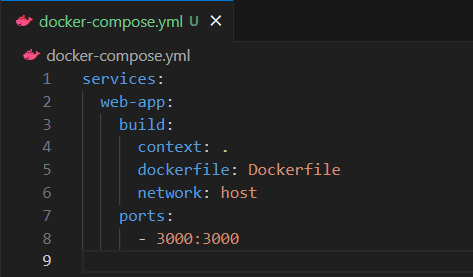 docker-compose.yml U ×
docker-compose.yml
1 services:
2   web-app:
3     build:
4       context: .
5       dockerfile: Dockerfile
6       network: host
7     ports:
8       - 3000:3000
9